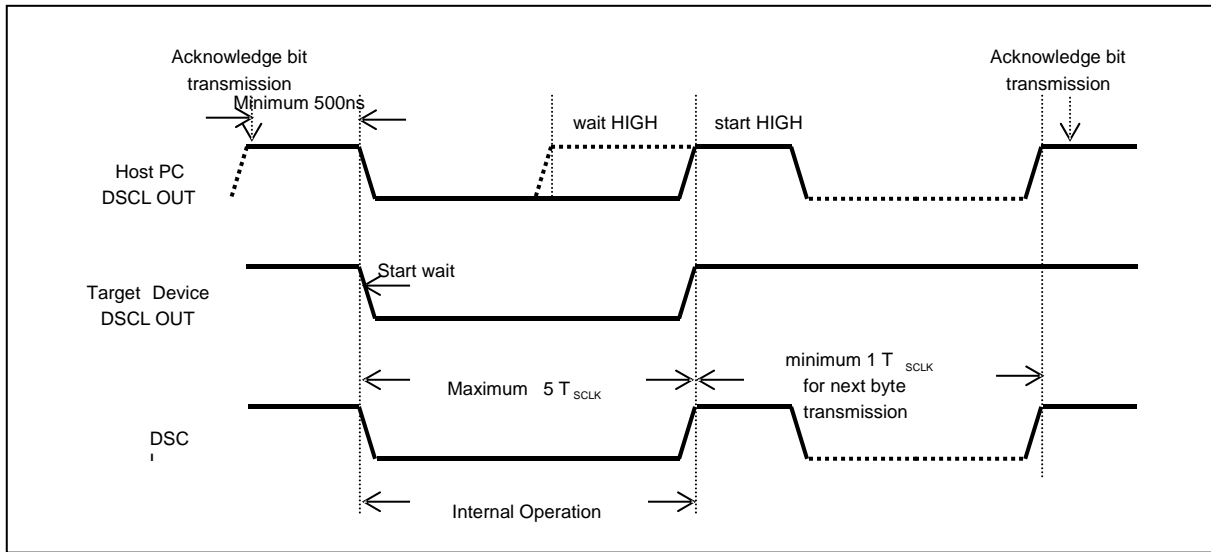 Acknowledge bit
transmission
Minimum 500ns
Acknowledge bit
transmission
wait HIGH
start HIGH
Host PC
DSCL OUT
Start wait
Target Device
DSCL OUT
Maximum 5 T SCLK
minimum 1 T SCLK
for next byte
transmission
DSC
Internal Operation